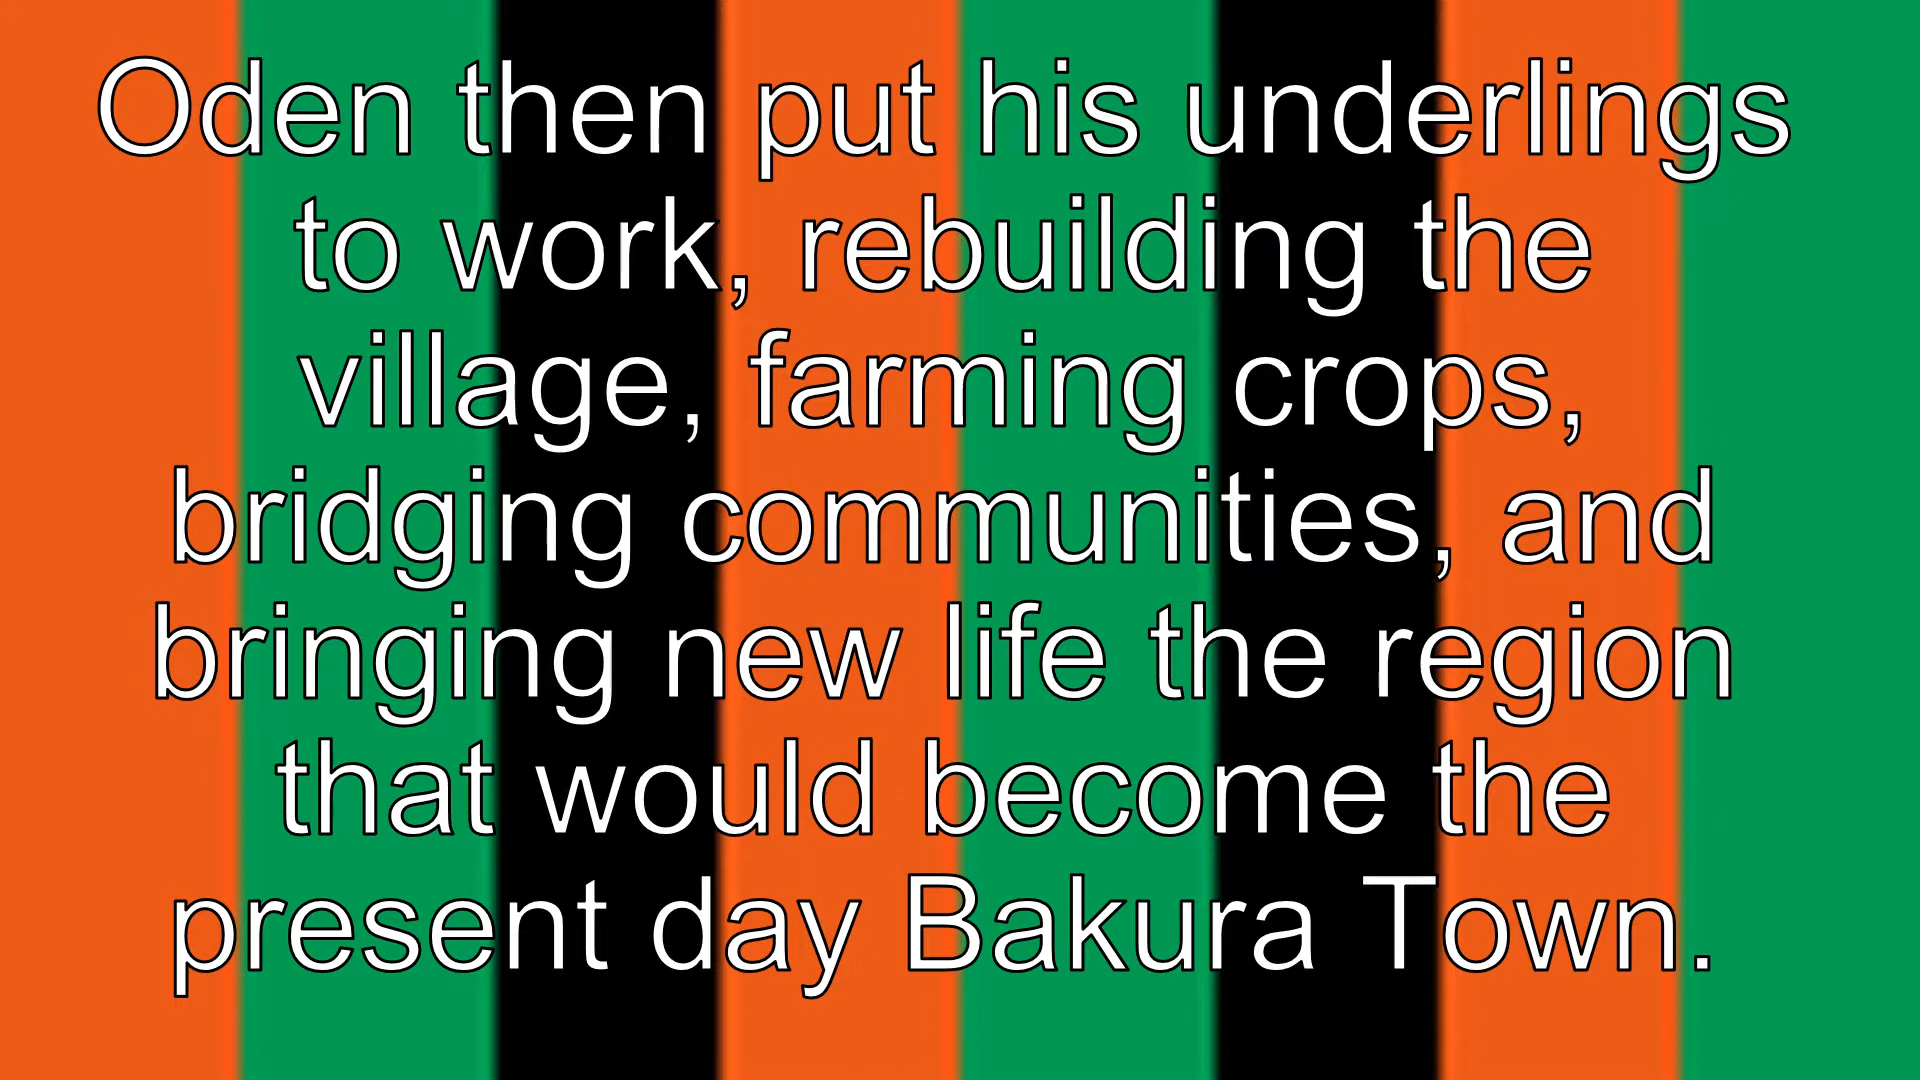 Oden then put his underlings
to work, rebuilding the
village, farming crops,
bridging communities, and
bringing new life the region
that would become the
present day Bakura Town.